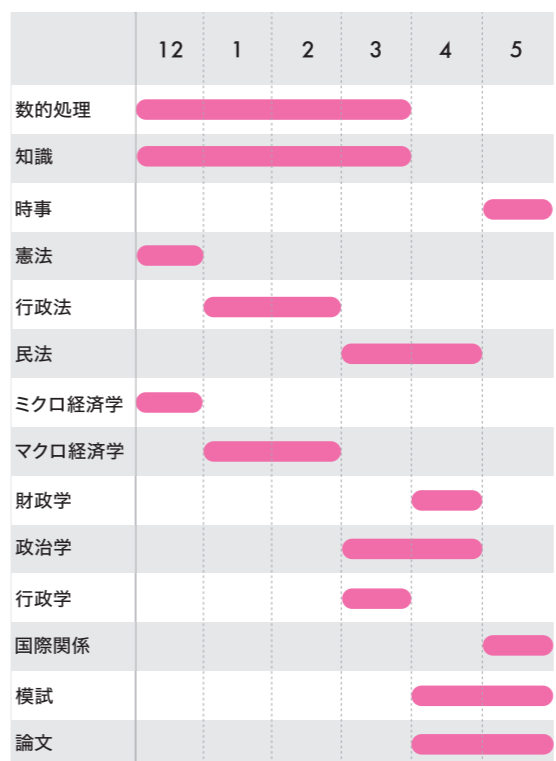 12 1 2 3 4 5
数的処理
知識
時事
憲法
行政法
民法
ミクロ経済学
マクロ経済学
財政学
政治学
行政学
国際関係
模試
論文